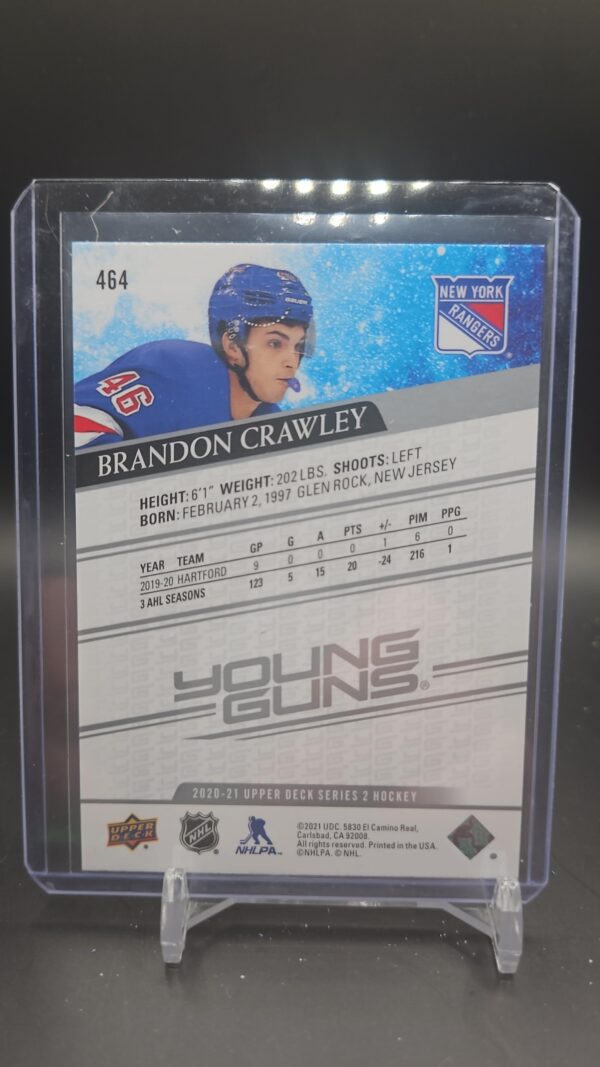 464
NEW YORK
RANGERS
BAUER
46
BRANDON CRAWLEY
HEIGHT: 6'1" WEIGHT: 202 LBS. SHOOTS: LEFT
BORN: FEBRUARY 2, 1997 GLEN ROCK, NEW JERSEY
YEAR TEAM GP G A PTS +/- PIM PPG
2019-20 HARTFORD 9 0 0 0 1 6 0
3 AHL SEASONS 123 5 15 20 -24 216 1
YOUNG
GUNS®
2020-21 UPPER DECK SERIES 2 HOCKEY
UPPER
DECK
NHL
NHLPA
©2021 UDC. 5830 El Camino Real,
Carlsbad, CA 92008.
All rights reserved. Printed in the USA.
©NHLPA. © NHL.